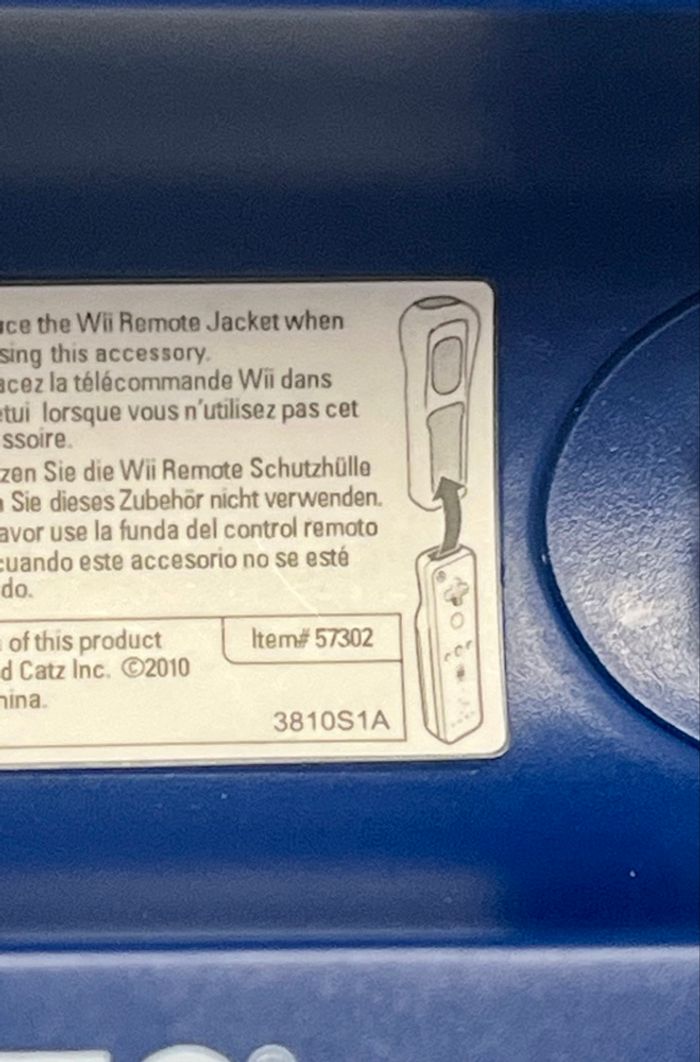 ce the Wii Remote Jacket when
sing this accessory.
acez la télécommande Wii dans
étui lorsque vous n'utilisez pas cet
ssoire.
zen Sie die Wii Remote Schutzhülle
Sie dieses Zubehör nicht verwenden.
avor use la funda del control remoto
cuando este accesorio no se esté
do.
of this product
Item# 57302
d Catz Inc. ©2010
hina.
3810S1A